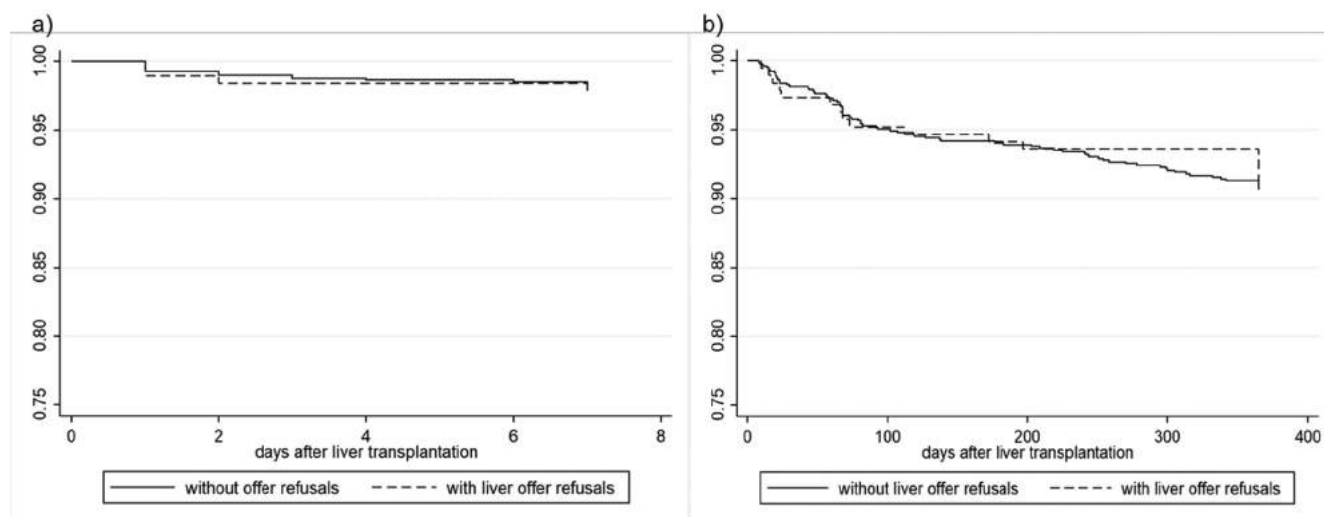 a)
1.00
0.95
0.90
0.85
0.80
0.75
0 2 4 6 8
days after liver transplantation
without offer refusals with liver offer refusals
b)
1.00
0.95
0.90
0.85
0.80
0.75
0 100 200 300 400
days after liver transplantation
without liver offer refusals with liver offer refusals